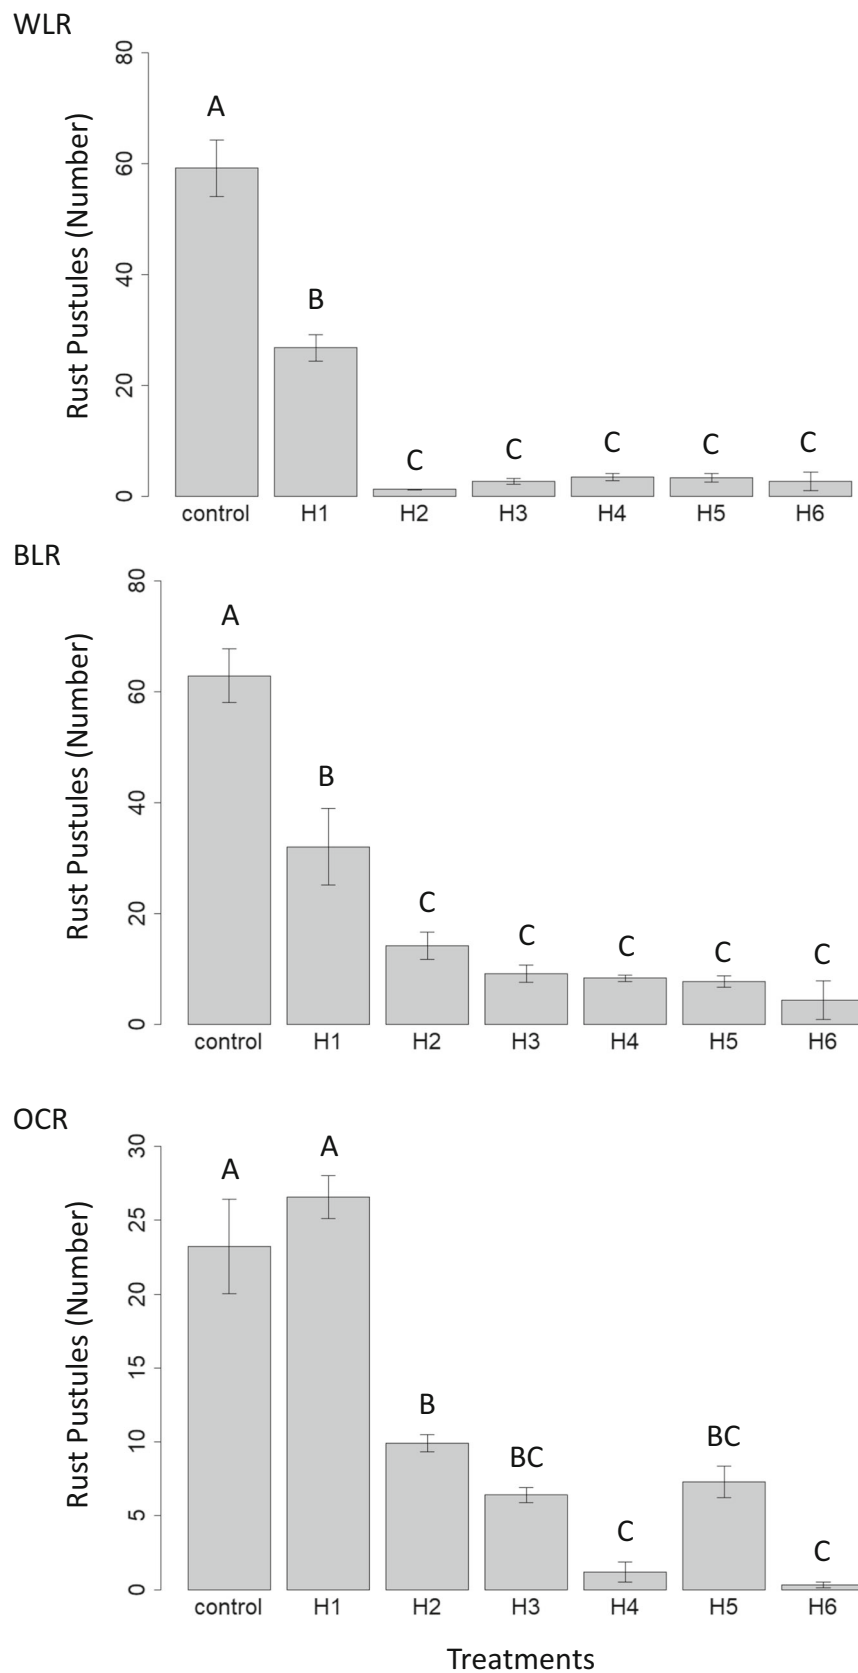 WLR
Rust Pustules (Number)
80
60
40
20
0
A
B
C
C
C
C
C
control H1 H2 H3 H4 H5 H6
BLR
Rust Pustules (Number)
80
60
40
20
0
A
B
C
C
C
C
C
control H1 H2 H3 H4 H5 H6
OCR
Rust Pustules (Number)
30
25
20
15
10
5
0
A
A
B
BC
C
BC
C
control H1 H2 H3 H4 H5 H6
Treatments